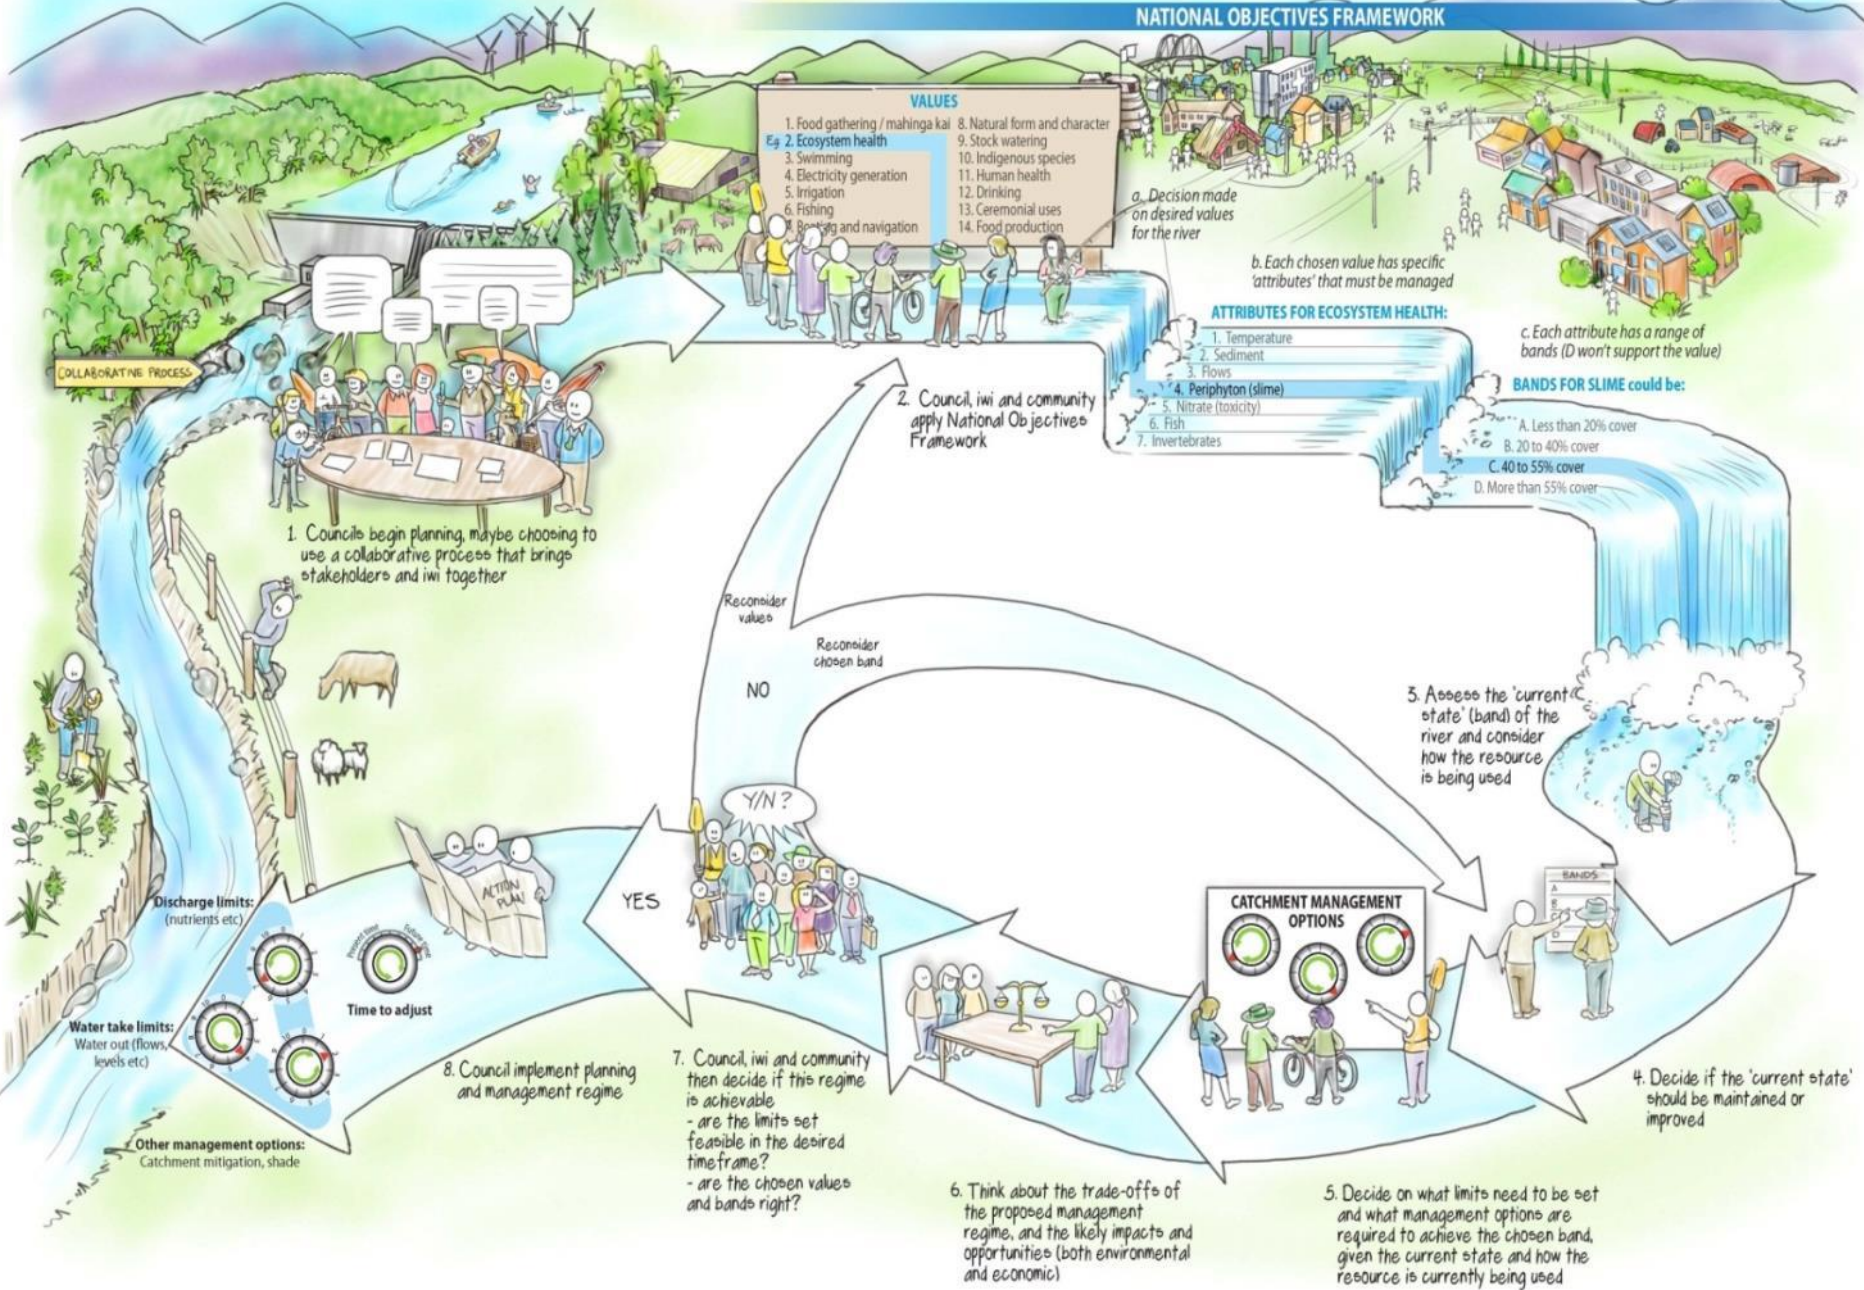 NATIONAL OBJECTIVES FRAMEWORK
VALUES
1. Food gathering / mahinga kai
Eg 2. Ecosystem health
3. Swimming
4. Electricity generation
5. Irrigation
6. Fishing
7. Boating and navigation
8. Natural form and character
9. Stock watering
10. Indigenous species
11. Human health
12. Drinking
13. Ceremonial uses
14. Food production
a. Decision made
on desired values
for the river
b. Each chosen value has specific
'attributes' that must be managed
ATTRIBUTES FOR ECOSYSTEM HEALTH:
1. Temperature
2. Sediment
3. Flows
4. Periphyton (slime)
5. Nitrate (toxicity)
6. Fish
7. Invertebrates
c. Each attribute has a range of
bands (D won't support the value)
BANDS FOR SLIME could be:
A. Less than 20% cover
B. 20 to 40% cover
C. 40 to 55% cover
D. More than 55% cover
COLLABORATIVE PROCESS
1. Councils begin planning, maybe choosing to
use a collaborative process that brings
stakeholders and iwi together
2. Council, iwi and community
apply National Objectives
Framework
Reconsider
values
Reconsider
chosen band
NO
3. Assess the 'current
state' (band) of the
river and consider
how the resource
is being used
BANDS
A
B
C
D
4. Decide if the 'current state'
should be maintained or
improved
CATCHMENT MANAGEMENT
OPTIONS
5. Decide on what limits need to be set
and what management options are
required to achieve the chosen band,
given the current state and how the
resource is currently being used
6. Think about the trade-offs of
the proposed management
regime, and the likely impacts and
opportunities (both environmental
and economic)
Y/N?
YES
7. Council, iwi and community
then decide if this regime
is achievable
- are the limits set
feasible in the desired
timeframe?
- are the chosen values
and bands right?
ACTION
PLAN!
8. Council implement planning
and management regime
Present time
Future time
Time to adjust
Discharge limits:
(nutrients etc)
Water take limits:
Water out (flows,
levels etc)
Other management options:
Catchment mitigation, shade